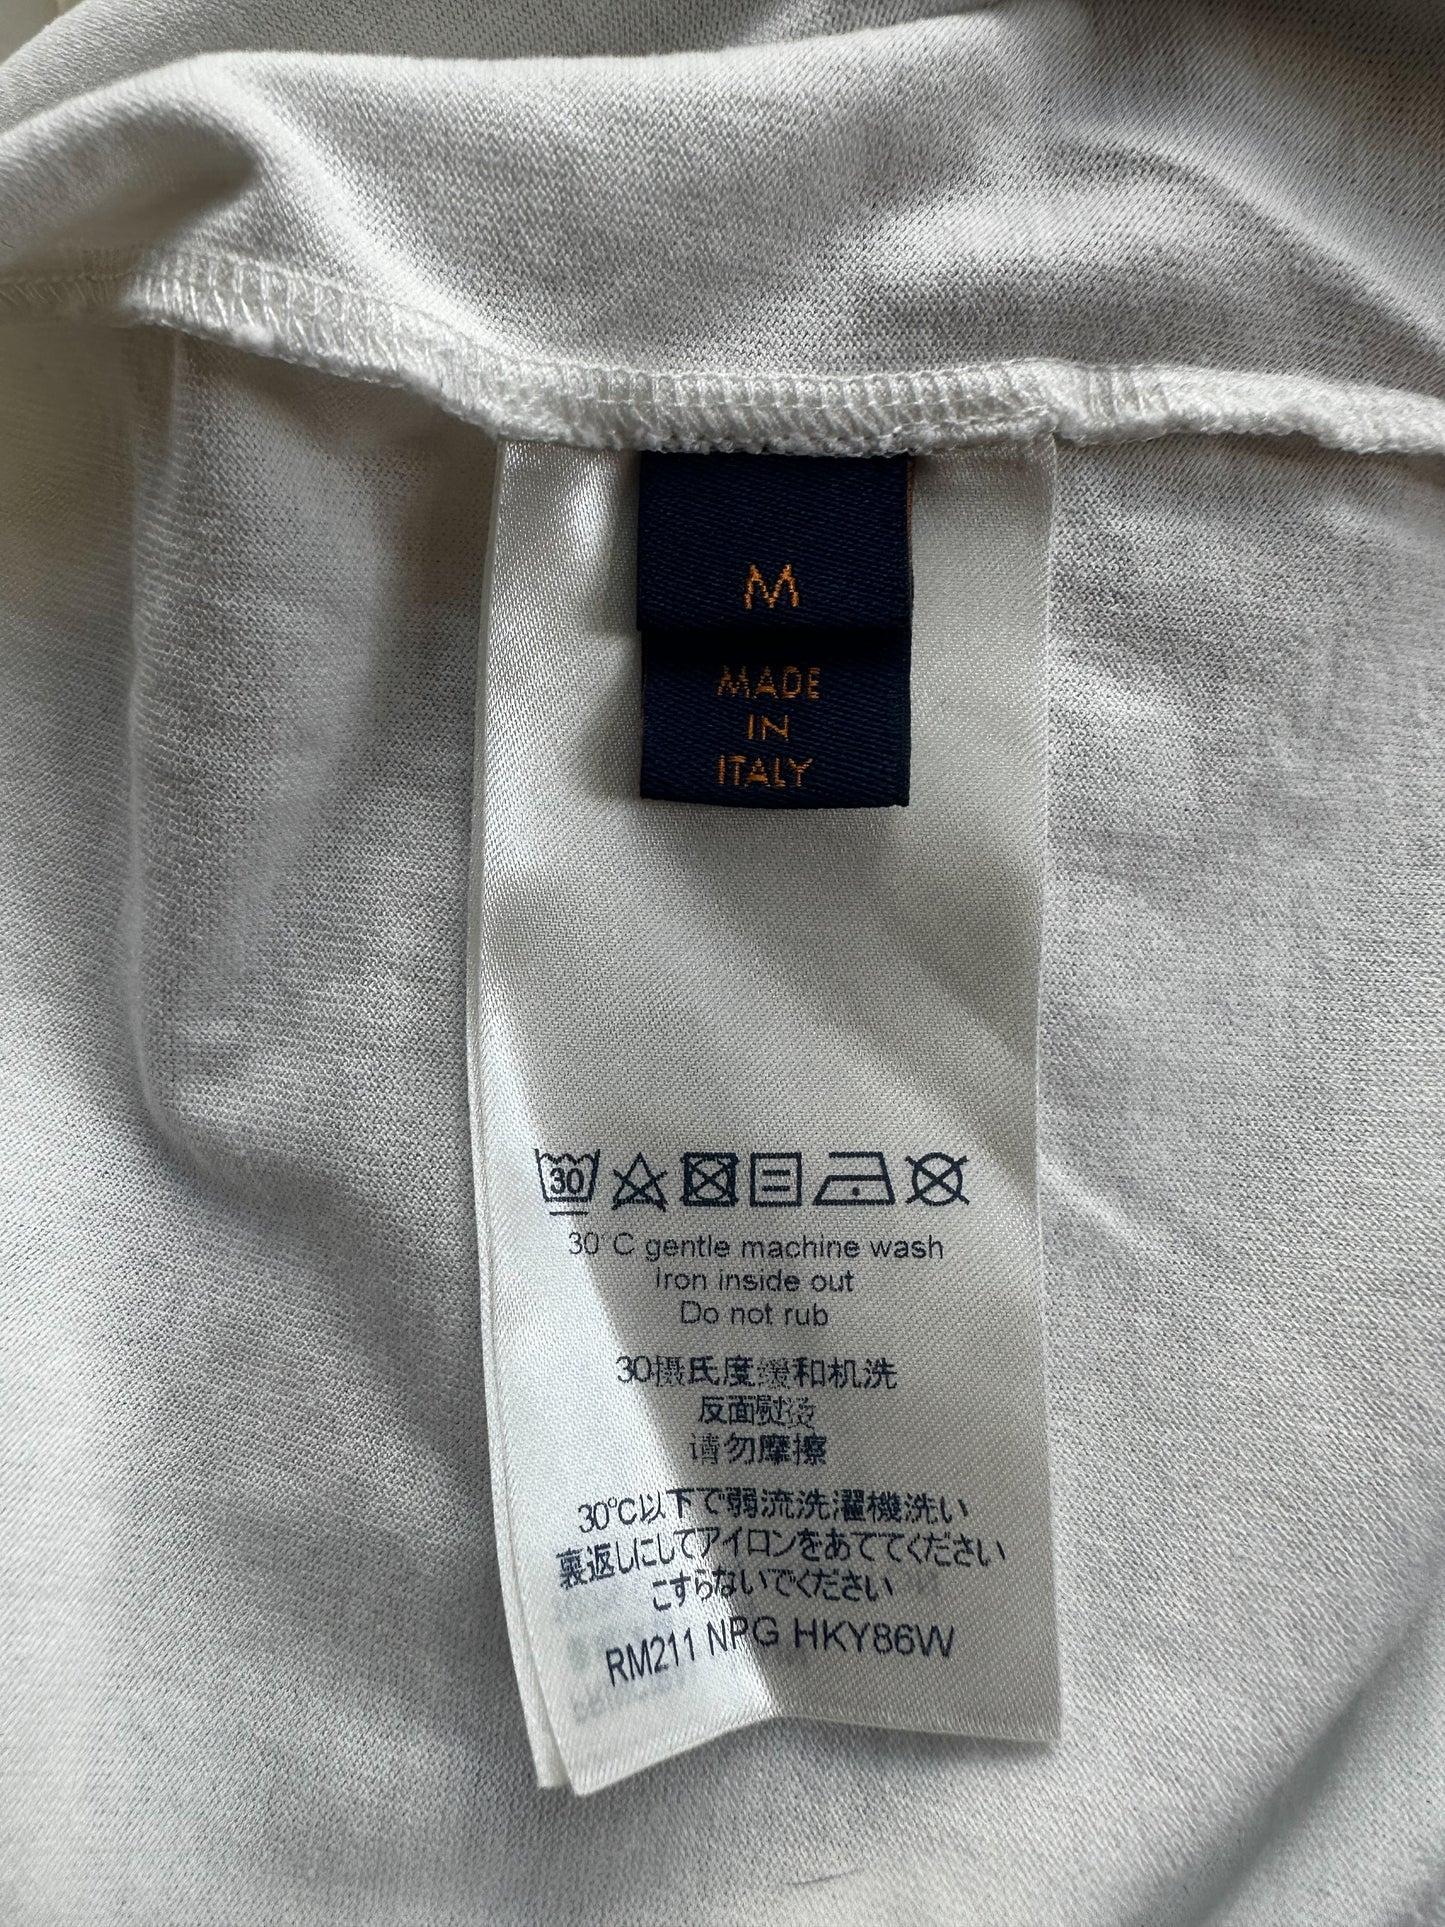 M
MADE
IN
ITALY
30
30°C gentle machine wash
Iron inside out
Do not rub
30摄氏度缓和机洗
反面熨烫
请勿摩擦
30℃以下で弱流洗濯機洗い
裏返しにしてアイロンをあててください
こすらないでください
RM211 NPG HKY86W